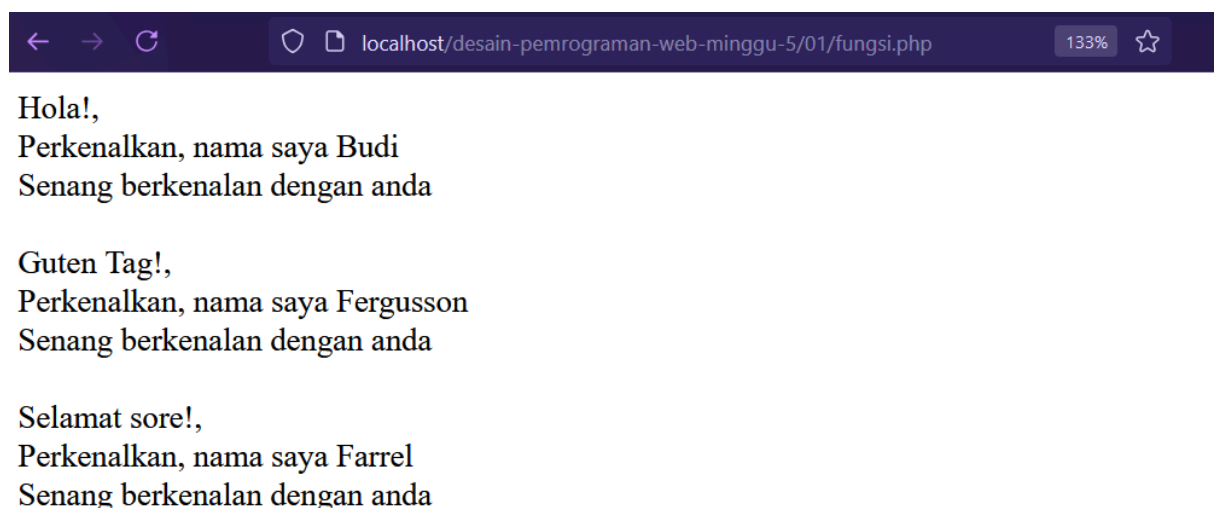 localhost/desain-pemrograman-web-minggu-5/01/fungsi.php 133%
Hola!,
Perkenalkan, nama saya Budi
Senang berkenalan dengan anda
Guten Tag!,
Perkenalkan, nama saya Fergusson
Senang berkenalan dengan anda
Selamat sore!,
Perkenalkan, nama saya Farrel
Senang berkenalan dengan anda